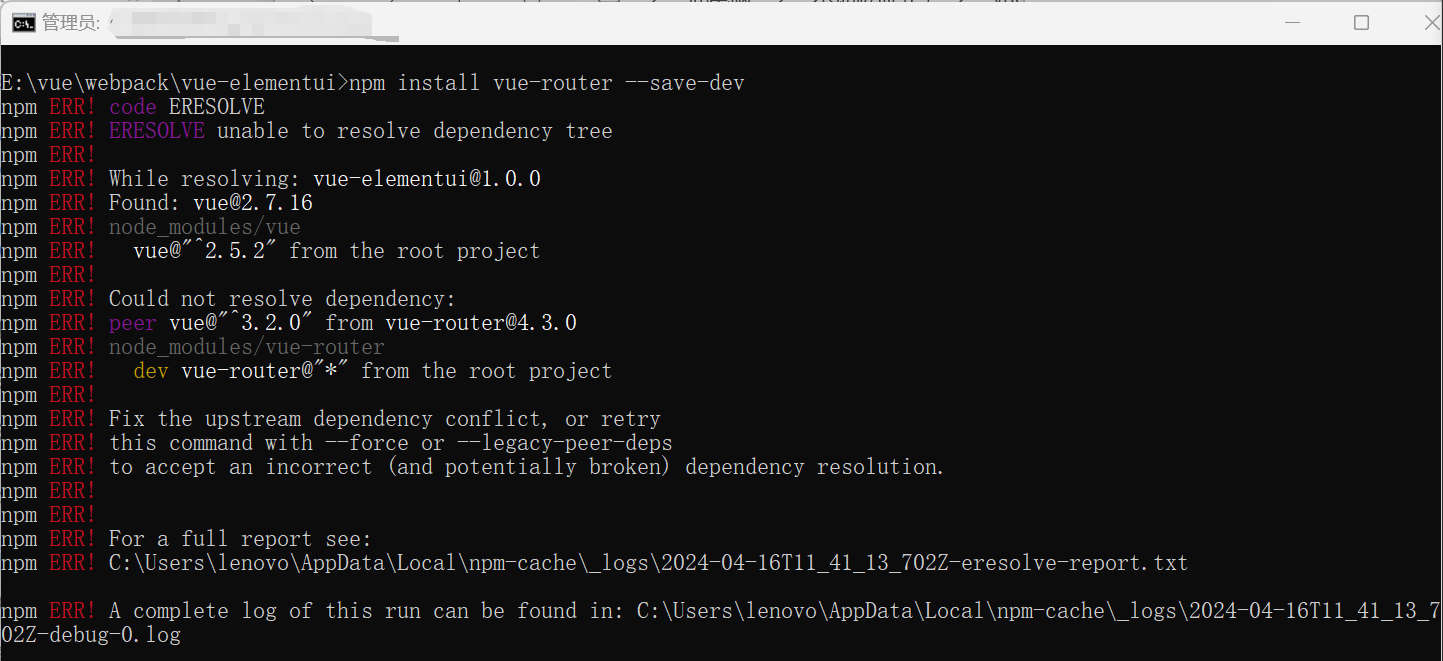 管理员:
E:\vue\webpack\vue-elementui>npm install vue-router --save-dev
npm ERR! code ERESOLVE
npm ERR! ERESOLVE unable to resolve dependency tree
npm ERR!
npm ERR! While resolving: vue-elementui@1.0.0
npm ERR! Found: vue@2.7.16
npm ERR! node_modules/vue
npm ERR!   vue@"^2.5.2" from the root project
npm ERR!
npm ERR! Could not resolve dependency:
npm ERR! peer vue@"^3.2.0" from vue-router@4.3.0
npm ERR! node_modules/vue-router
npm ERR!   dev vue-router@"*" from the root project
npm ERR!
npm ERR! Fix the upstream dependency conflict, or retry
npm ERR! this command with --force or --legacy-peer-deps
npm ERR! to accept an incorrect (and potentially broken) dependency resolution.
npm ERR!
npm ERR!
npm ERR! For a full report see:
npm ERR! C:\Users\lenovo\AppData\Local\npm-cache\_logs\2024-04-16T11_41_13_702Z-eresolve-report.txt

npm ERR! A complete log of this run can be found in: C:\Users\lenovo\AppData\Local\npm-cache\_logs\2024-04-16T11_41_13_7
02Z-debug-0.log